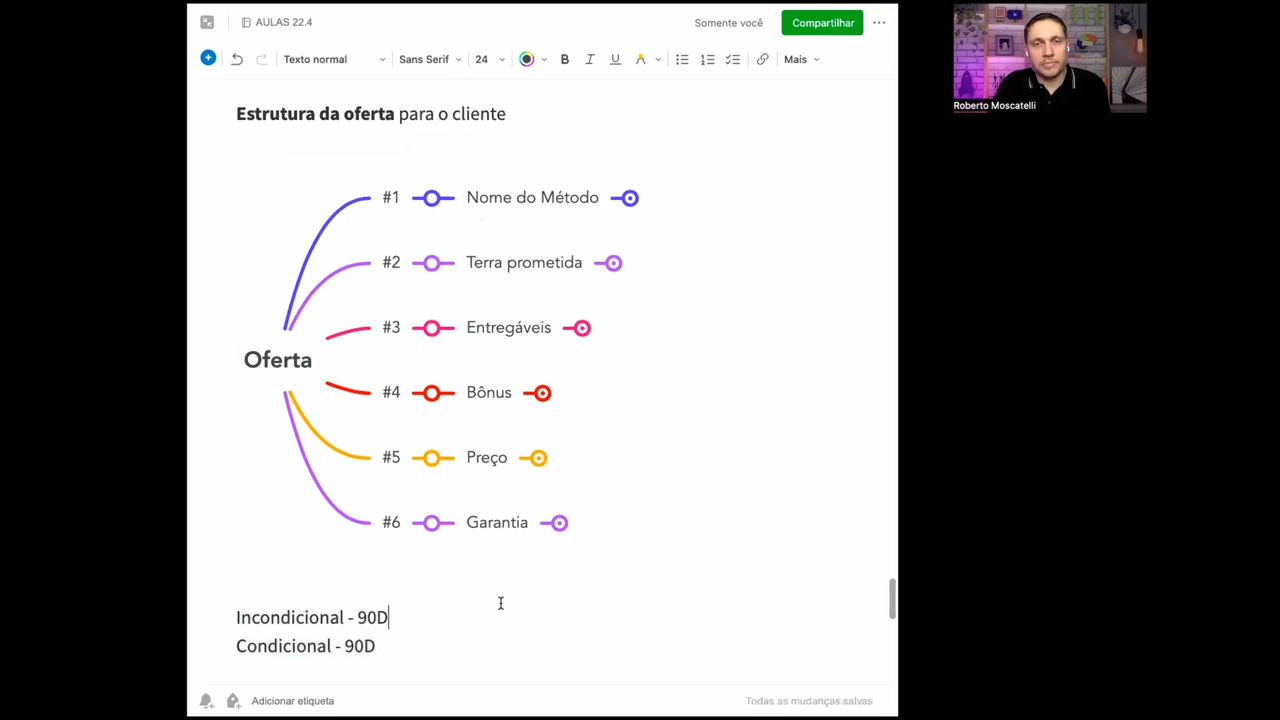 AULAS 22.4
Somente você
Compartilhar
Texto normal
Sans Serif
24
B I U
Mais
Roberto Moscatelli
Estrutura da oferta para o cliente
#1 Nome do Método
#2 Terra prometida
#3 Entregáveis
Oferta
#4 Bônus
#5 Preço
#6 Garantia
Incondicional - 90D
Condicional - 90D
Adicionar etiqueta
Todas as mudanças salvas